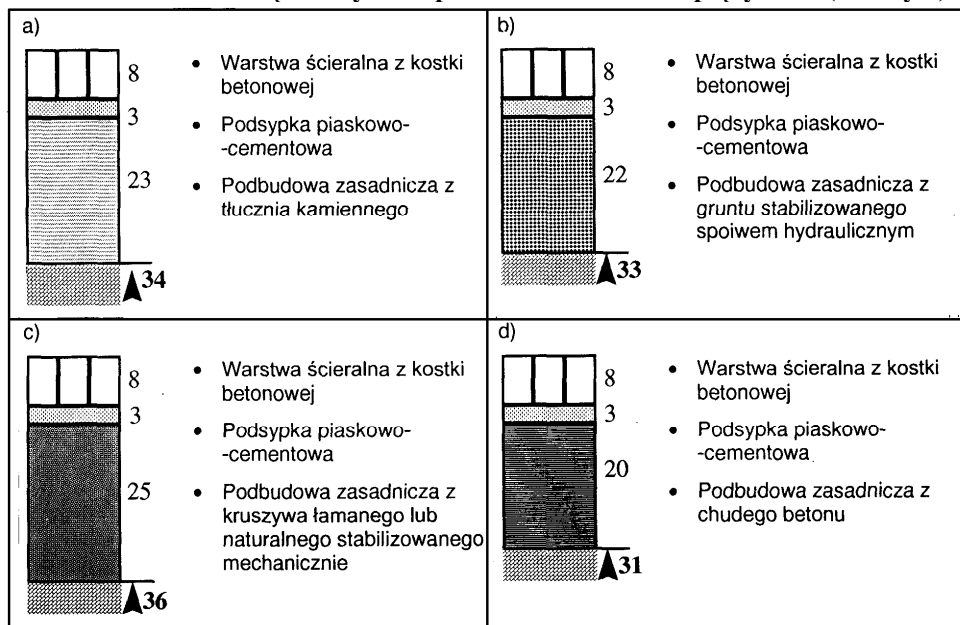 a)
8
3
23
34
• Warstwa ścieralna z kostki
betonowej
• Podsypka piaskowo-
-cementowa
• Podbudowa zasadnicza z
tłucznia kamiennego
b)
8
3
22
33
• Warstwa ścieralna z kostki
betonowej
• Podsypka piaskowo-
-cementowa
• Podbudowa zasadnicza z
gruntu stabilizowanego
spoiwem hydraulicznym
c)
8
3
25
36
• Warstwa ścieralna z kostki
betonowej
• Podsypka piaskowo-
-cementowa
• Podbudowa zasadnicza z
kruszywa łamanego lub
naturalnego stabilizowanego
mechanicznie
d)
8
3
20
31
• Warstwa ścieralna z kostki
betonowej
• Podsypka piaskowo-
-cementowa
• Podbudowa zasadnicza z
chudego betonu